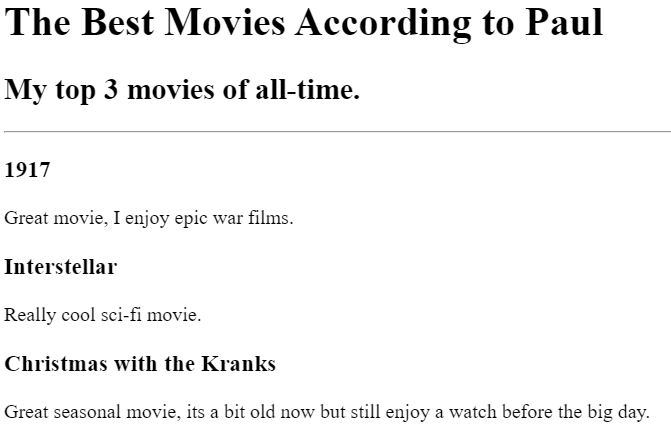 The Best Movies According to Paul
My top 3 movies of all-time.
1917
Great movie, I enjoy epic war films.
Interstellar
Really cool sci-fi movie.
Christmas with the Kranks
Great seasonal movie, its a bit old now but still enjoy a watch before the big day.